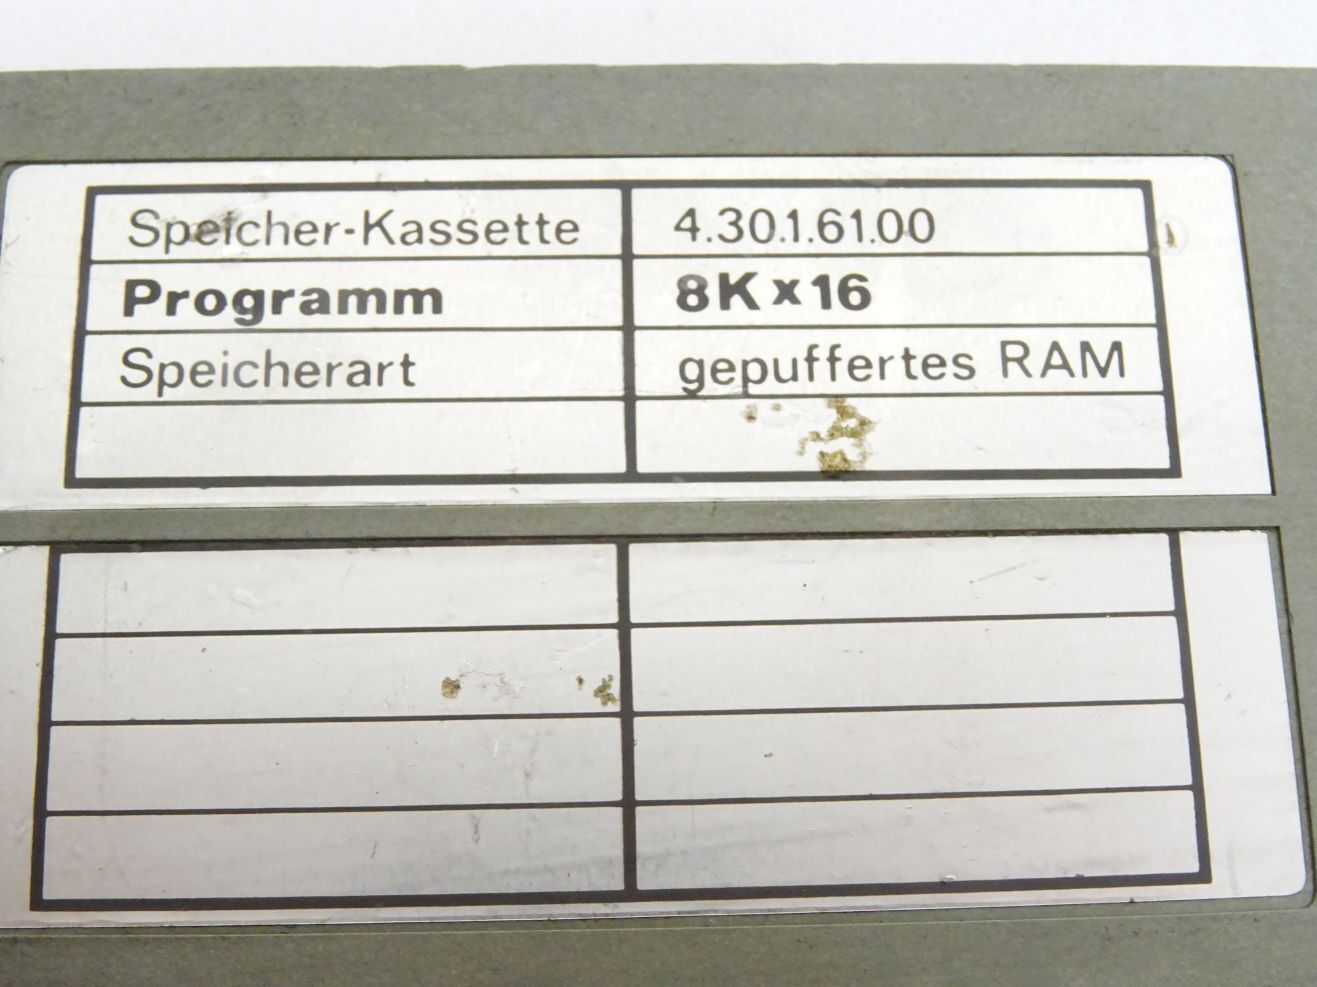 Speicher-Kassette 4.30.1.61.00
Programm 8K x 16
Speicherart gepuffertes RAM